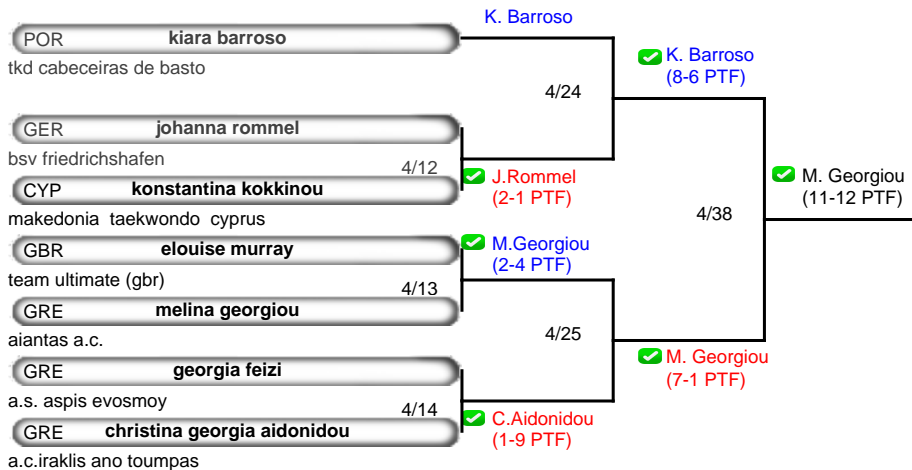 K. Barroso
POR kiara barroso
tkd cabeceiras de basto
K. Barroso
(8-6 PTF)
4/24
GER johanna rommel
bsv friedrichshafen
4/12
CYP konstantina kokkinou
makedonia taekwondo cyprus
J.Rommel
(2-1 PTF)
M. Georgiou
(11-12 PTF)
4/38
GBR elouise murray
team ultimate (gbr)
M.Georgiou
(2-4 PTF)
4/13
GRE melina georgiou
aiantas a.c.
4/25
GRE georgia feizi
a.s. aspis evosmoy
M. Georgiou
(7-1 PTF)
4/14
GRE christina georgia aidonidou
a.c.iraklis ano toumpas
C.Aidonidou
(1-9 PTF)